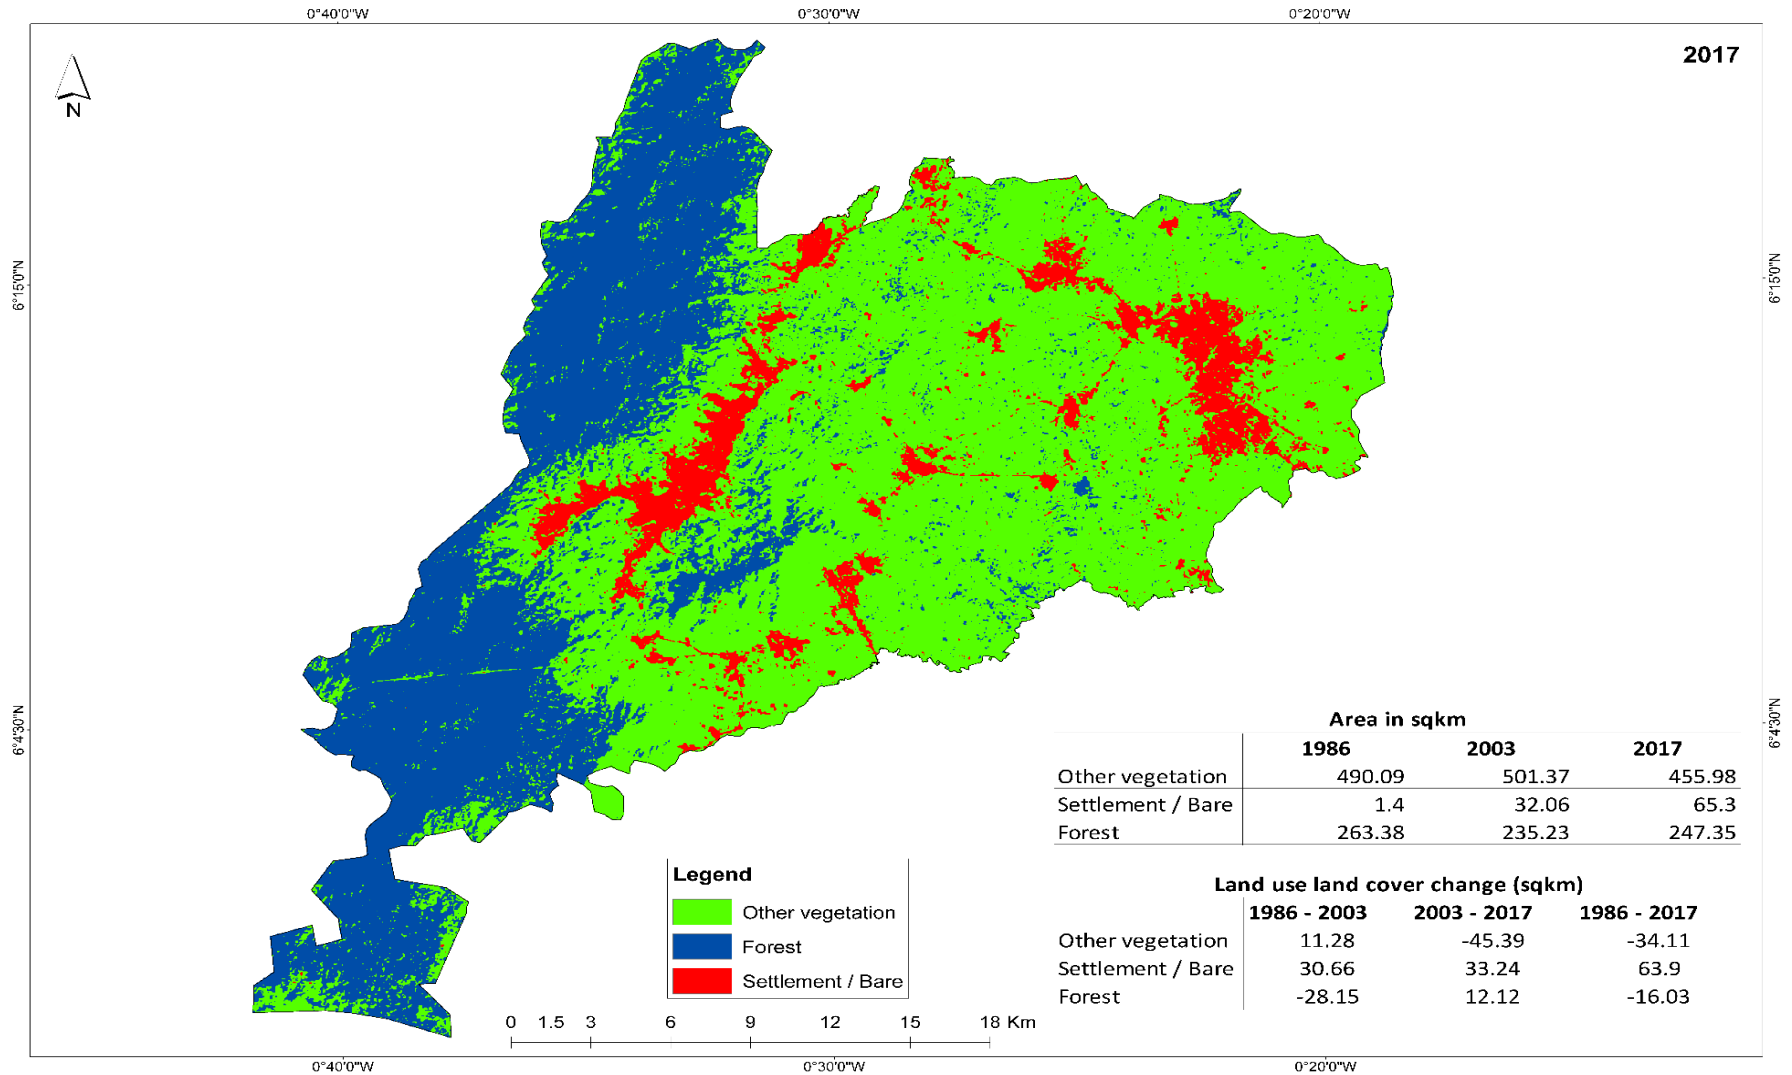 0°40'0"W 0°30'0"W 0°20'0"W
2017
N
6°15'0"N 6°15'0"N
6°4'30"N 6°4'30"N
Area in sqkm
1986 2003 2017
Other vegetation 490.09 501.37 455.98
Settlement / Bare 1.4 32.06 65.3
Forest 263.38 235.23 247.35
Land use land cover change (sqkm)
1986 - 2003 2003 - 2017 1986 - 2017
Other vegetation 11.28 -45.39 -34.11
Settlement / Bare 30.66 33.24 63.9
Forest -28.15 12.12 -16.03
Legend
Other vegetation
Forest
Settlement / Bare
0 1.5 3 6 9 12 15 18 Km
0°40'0"W 0°30'0"W 0°20'0"W